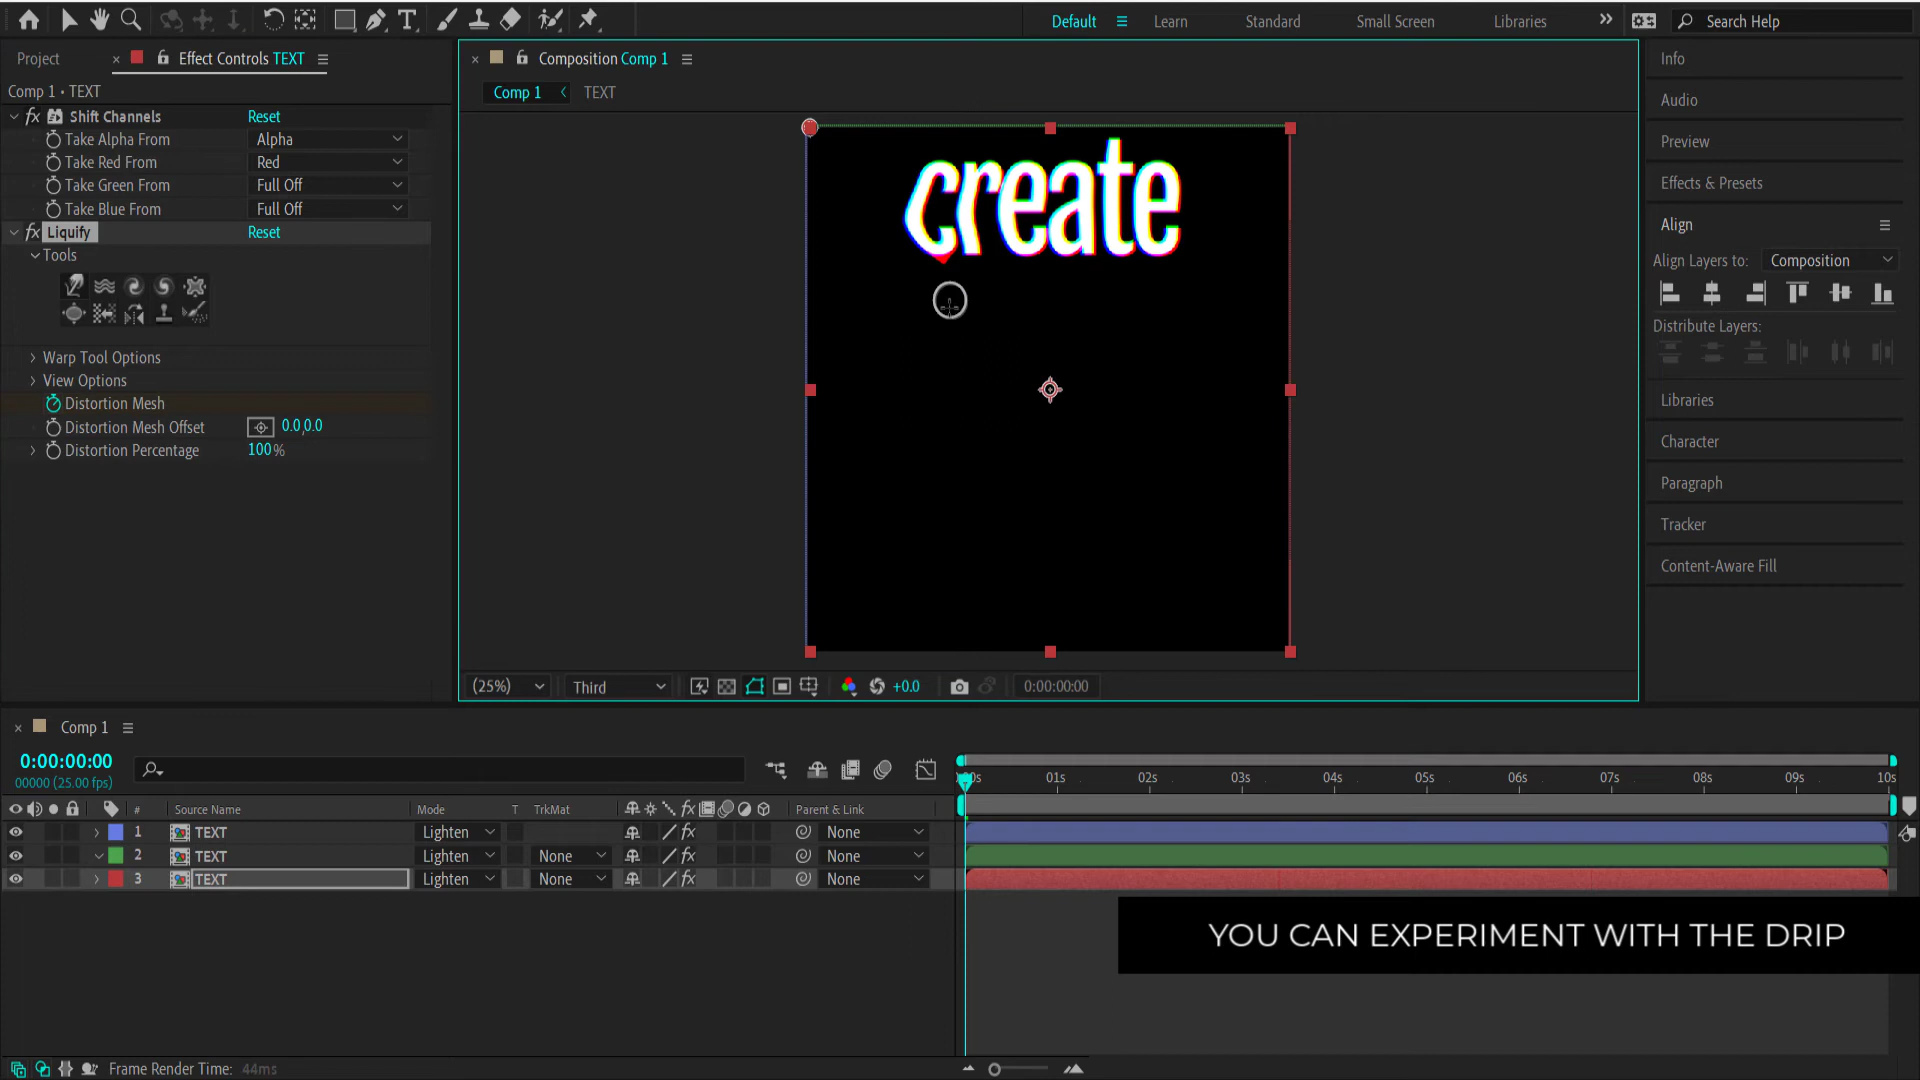 Default
Learn
Standard
Small Screen
Libraries
Search Help
Project
Effect Controls TEXT
Composition Comp 1
Info
Comp 1 • TEXT
Comp 1
TEXT
Audio
fx Shift Channels Reset
Take Alpha From Alpha
Take Red From Red
Take Green From Full Off
Take Blue From Full Off
fx Liquify Reset
Tools
Warp Tool Options
View Options
Distortion Mesh
Distortion Mesh Offset 0.0,0.0
Distortion Percentage 100%
create
Preview
Effects & Presets
Align
Align Layers to: Composition
Distribute Layers:
Libraries
Character
Paragraph
Tracker
Content-Aware Fill
(25%) Third +0.0 0:00:00:00
Comp 1
0:00:00:00
00000 (25.00 fps)
:00s 01s 02s 03s 04s 05s 06s 07s 08s 09s 10s
# Source Name Mode T TrkMat fx Parent & Link
1 TEXT Lighten fx None
2 TEXT Lighten None fx None
3 TEXT Lighten None fx None
YOU CAN EXPERIMENT WITH THE DRIP
Frame Render Time: 44ms